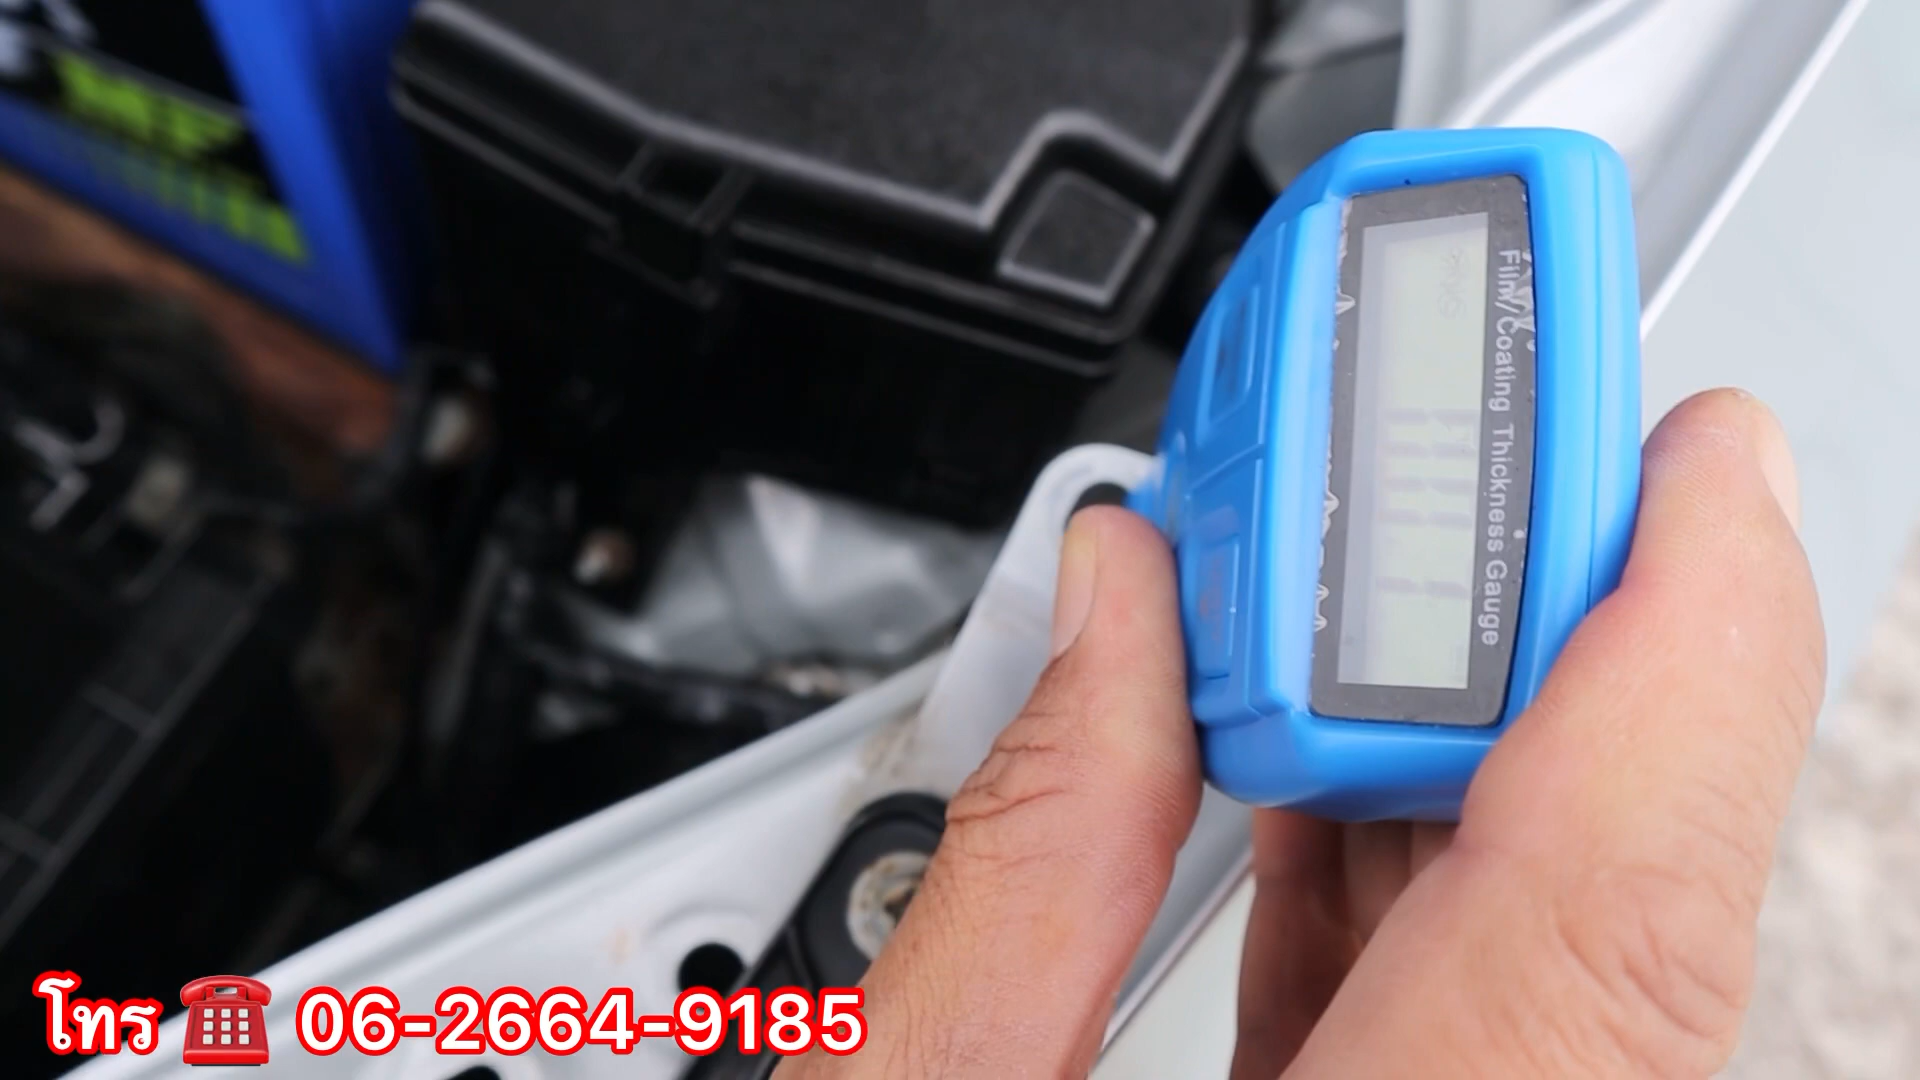 Film/Coating Thickness Gauge
โทร ☎️ 06-2664-9185